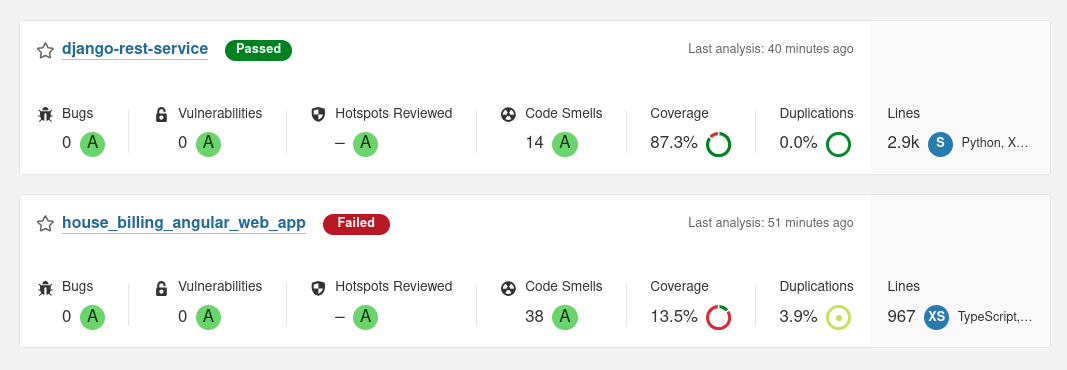 django-rest-service Passed Last analysis: 40 minutes ago
Bugs Vulnerabilities Hotspots Reviewed Code Smells Coverage Duplications Lines
0 A 0 A – A 14 A 87.3% 0.0% 2.9k S Python, X...
house_billing_angular_web_app Failed Last analysis: 51 minutes ago
Bugs Vulnerabilities Hotspots Reviewed Code Smells Coverage Duplications Lines
0 A 0 A – A 38 A 13.5% 3.9% 967 XS TypeScript,...